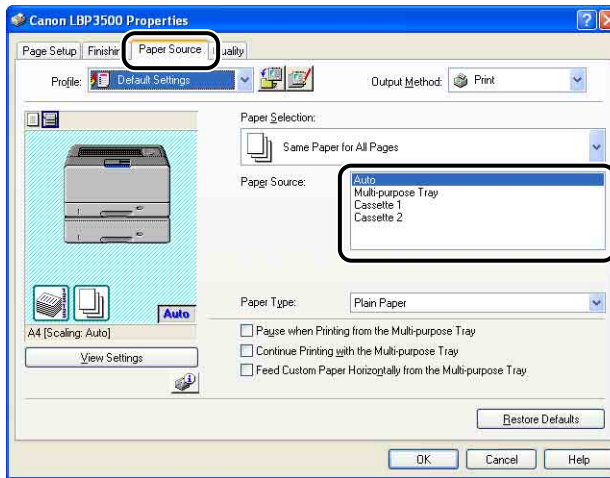 Canon LBP3500 Properties
Page Setup Finishin Paper Source uality
Profile: Default Settings Output Method: Print
Paper Selection:
Same Paper for All Pages
Paper Source:
Auto
Multi-purpose Tray
Cassette 1
Cassette 2
Auto
A4 [Scaling: Auto]
View Settings
Paper Type: Plain Paper
Pause when Printing from the Multi-purpose Tray
Continue Printing with the Multi-purpose Tray
Feed Custom Paper Horizontally from the Multi-purpose Tray
Restore Defaults
OK Cancel Help